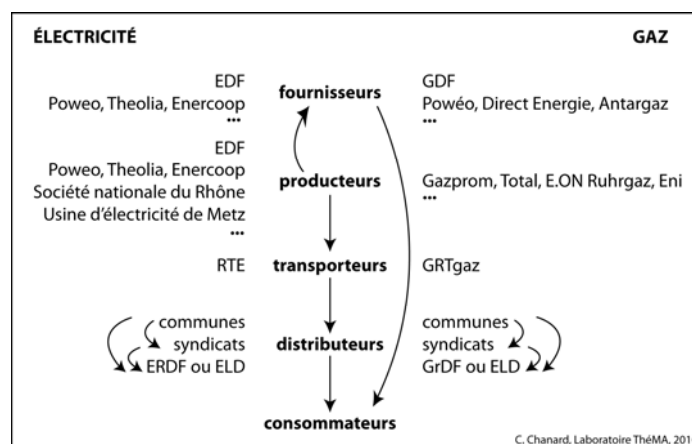 ÉLECTRICITÉ
GAZ
EDF
Poweo, Theolia, Enercoop
...
fournisseurs
GDF
Powéo, Direct Energie, Antargaz
...
EDF
Poweo, Theolia, Enercoop
Société nationale du Rhône
Usine d'électricité de Metz
...
producteurs
Gazprom, Total, E.ON Ruhrgaz, Eni
...
RTE
transporteurs
GRTgaz
communes
syndicats
ERDF ou ELD
distributeurs
communes
syndicats
GrDF ou ELD
consommateurs
C. Chanard, Laboratoire ThéMA,